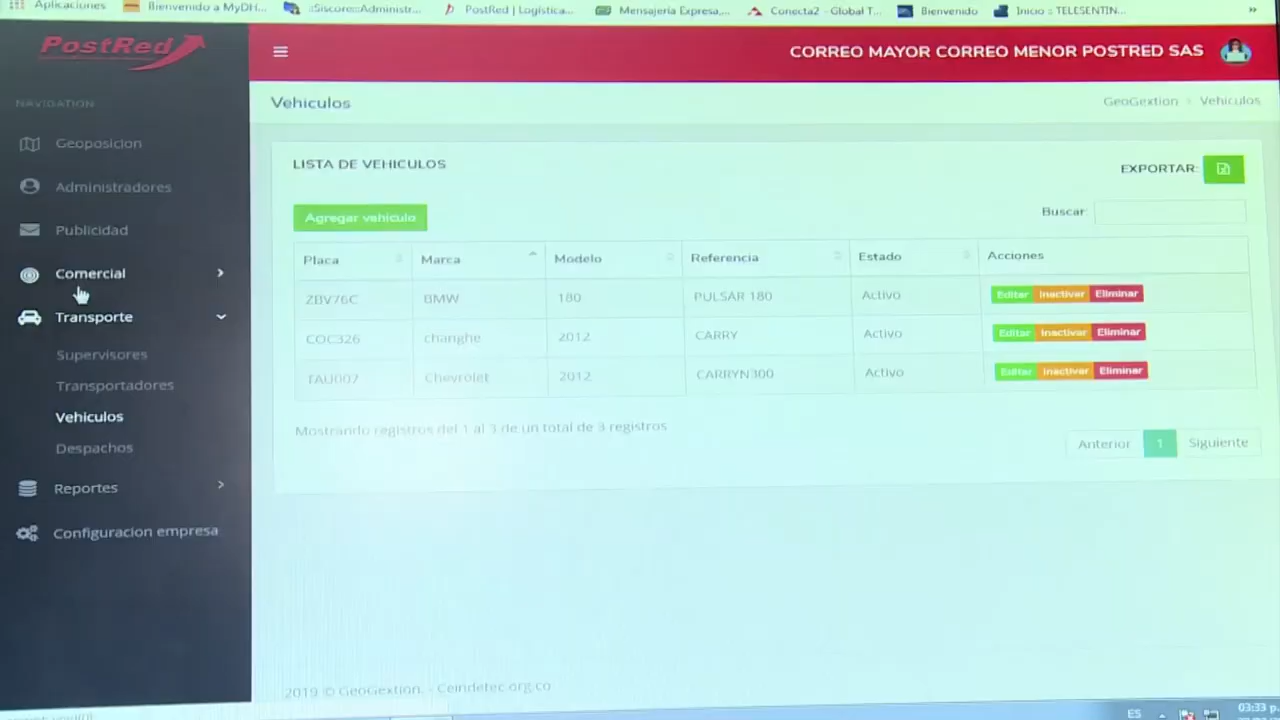 Aplicaciones Bienvenido a MyDH... ::Siscore::Administr... PostRed | Logística... Mensajería Expresa,... Conecta2 - Global T... Bienvenido Inicio :: TELESENTIN... »
PostRed
CORREO MAYOR CORREO MENOR POSTRED SAS
NAVIGATION
Geoposicion
Administradores
Publicidad
Comercial
Transporte
Supervisores
Transportadores
Vehiculos
Despachos
Reportes
Configuracion empresa
Vehiculos
GeoGextion > Vehiculos
LISTA DE VEHICULOS
EXPORTAR:
Agregar vehiculo
Buscar
Placa Marca Modelo Referencia Estado Acciones
ZBV76C BMW 180 PULSAR 180 Activo Editar Inactivar Eliminar
COC326 changhe 2012 CARRY Activo Editar Inactivar Eliminar
TAU007 Chevrolet 2012 CARRYN300 Activo Editar Inactivar Eliminar
Mostrando registros del 1 al 3 de un total de 3 registros
Anterior 1 Siguiente
2019 © GeoGextion. - Ceindetec.org.co
ES
03:33 p.